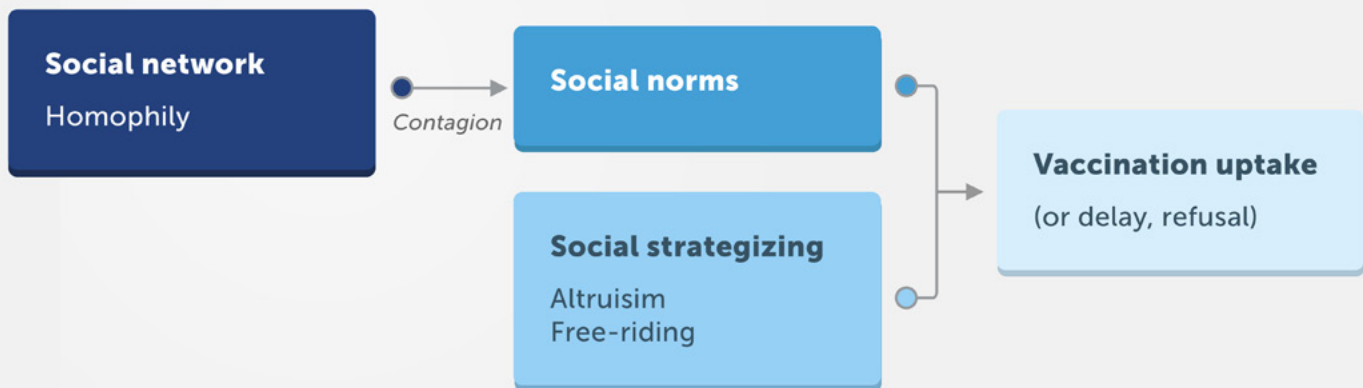 Social network
Homophily
Contagion
Social norms
Social strategizing
Altruisim
Free-riding
Vaccination uptake
(or delay, refusal)